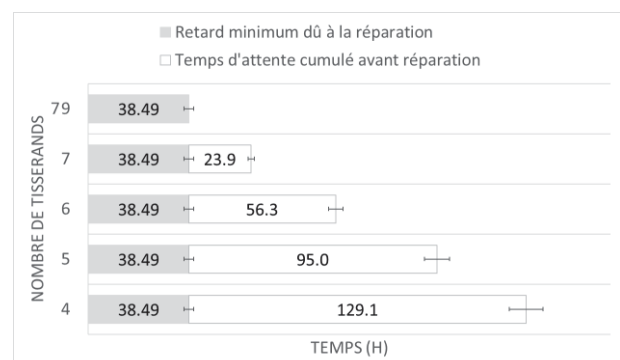 Retard minimum dû à la réparation
Temps d'attente cumulé avant réparation
NOMBRE DE TISSERANDS
79 38.49
7 38.49 23.9
6 38.49 56.3
5 38.49 95.0
4 38.49 129.1
TEMPS (H)